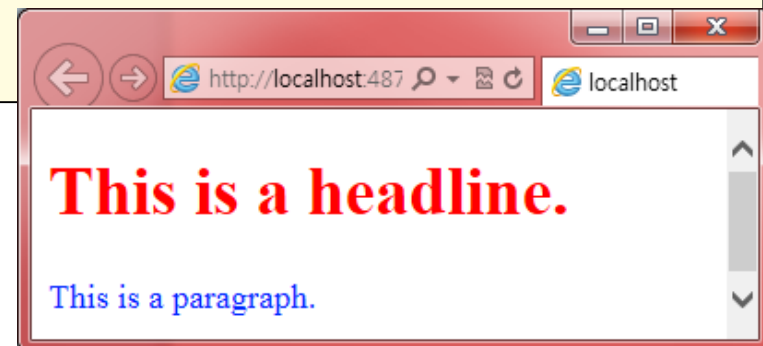 http://localhost:487
localhost
This is a headline.
This is a paragraph.